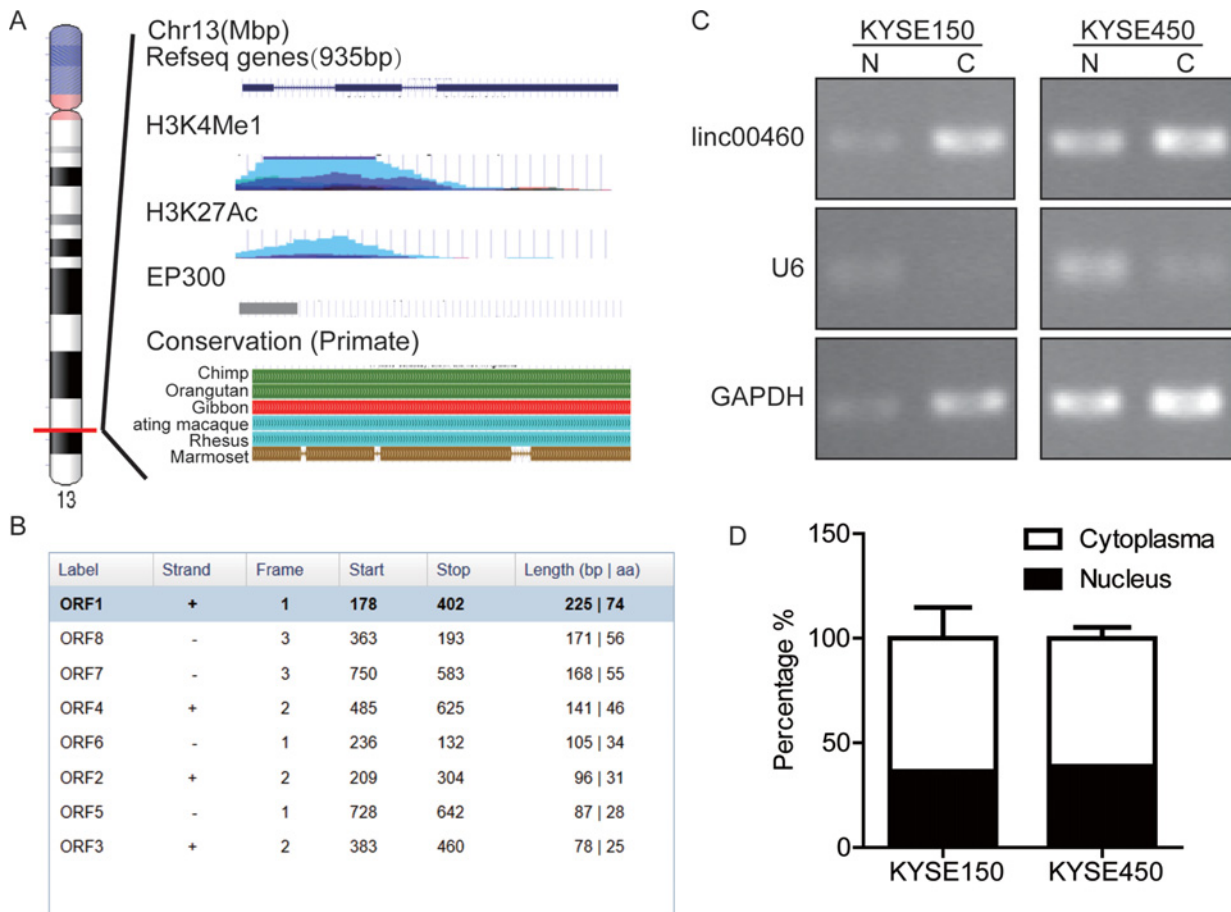 A
Chr13(Mbp)
Refseq genes(935bp)
H3K4Me1
H3K27Ac
EP300
Conservation (Primate)
Chimp
Orangutan
Gibbon
ating macaque
Rhesus
Marmoset
13
B
Label Strand Frame Start Stop Length (bp | aa)
ORF1 + 1 178 402 225 | 74
ORF8 - 3 363 193 171 | 56
ORF7 - 3 750 583 168 | 55
ORF4 + 2 485 625 141 | 46
ORF6 - 1 236 132 105 | 34
ORF2 + 2 209 304 96 | 31
ORF5 - 1 728 642 87 | 28
ORF3 + 2 383 460 78 | 25
C
KYSE150 KYSE450
N C N C
linc00460
U6
GAPDH
D
Cytoplasma
Nucleus
Percentage %
150
100
50
0
KYSE150 KYSE450